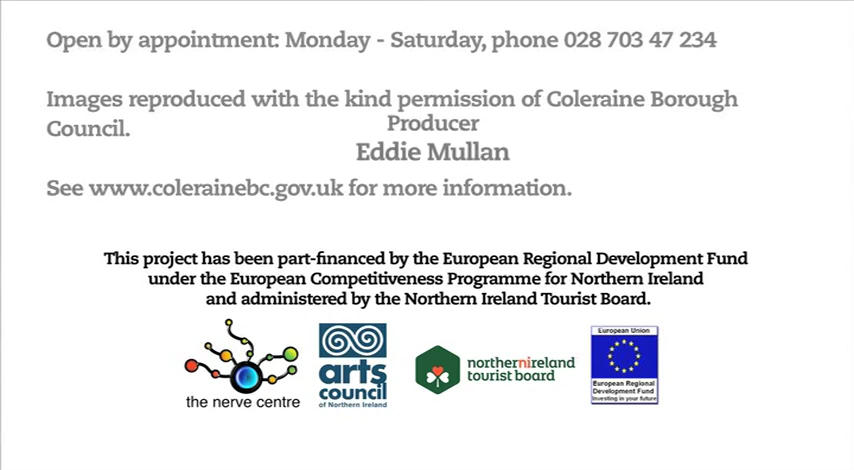 Open by appointment: Monday - Saturday, phone 028 703 47 234
Images reproduced with the kind permission of Coleraine Borough
Council.
Producer
Eddie Mullan
See www.colerainebc.gov.uk for more information.
This project has been part-financed by the European Regional Development Fund
under the European Competitiveness Programme for Northern Ireland
and administered by the Northern Ireland Tourist Board.
the nerve centre
arts
council
of Northern Ireland
northernireland
tourist board
European Union
European Regional
Development Fund
Investing in your future